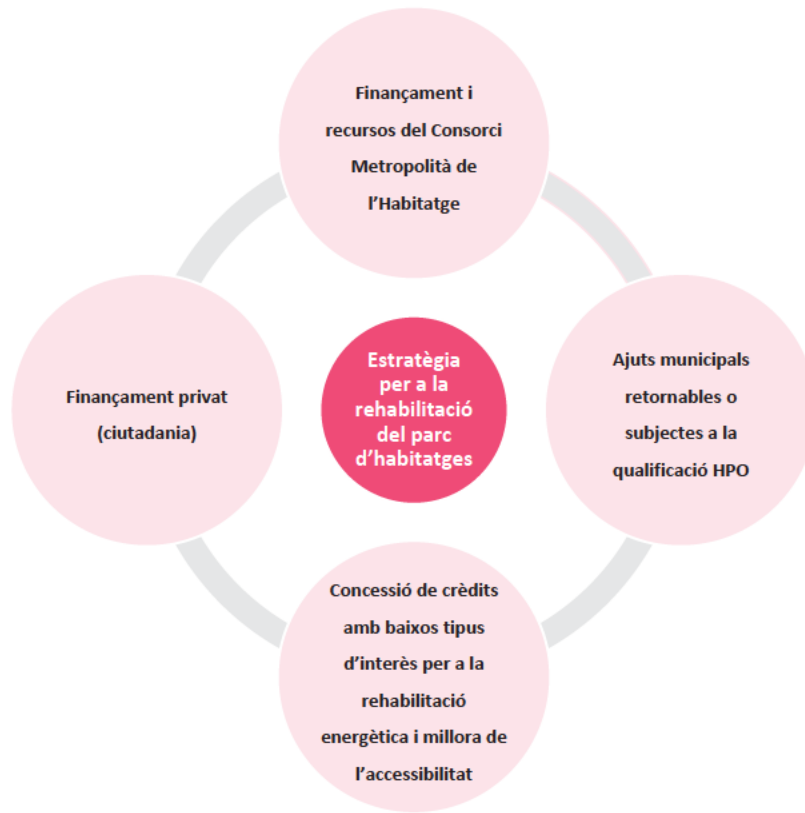 Finançament i
recursos del Consorci
Metropolità de
l'Habitatge
Finançament privat
(ciutadania)
Estratègia
per a la
rehabilitació
del parc
d'habitatges
Ajuts municipals
retornables o
subjectes a la
qualificació HPO
Concessió de crèdits
amb baixos tipus
d'interès per a la
rehabilitació
energètica i millora de
l'accessibilitat